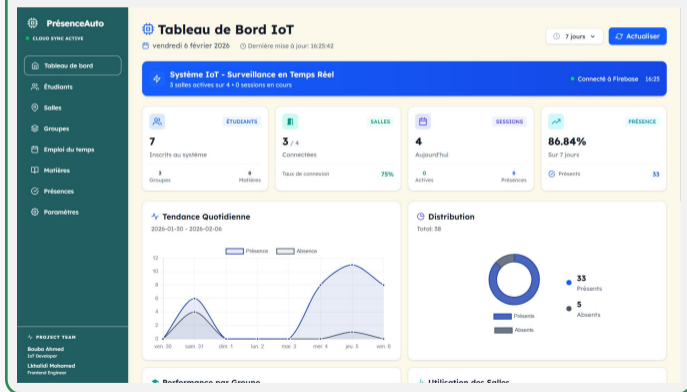 PrésenceAuto
CLOUD SYNC ACTIVE
Tableau de bord
Étudiants
Salles
Groupes
Emploi du temps
Matières
Présences
Paramètres
PROJECT TEAM
Bouba Ahmed
IoT Developer
Lkhalidi Mohamed
Frontend Engineer
Tableau de Bord IoT
vendredi 6 février 2026 Dernière mise à jour: 16:25:42
7 jours
Actualiser
Système IoT - Surveillance en Temps Réel
3 salles actives sur 4 • 0 sessions en cours
Connecté à Firebase 16:25
ÉTUDIANTS
7
Inscrits au système
3
Groupes
Matières
SALLES
3 / 4
Connectées
Taux de connexion 75%
SESSIONS
4
Aujourd'hui
0
Actives
Présences
PRÉSENCE
86.84%
Sur 7 jours
Présents 33
Tendance Quotidienne
2026-01-30 - 2026-02-06
Présence Absence
12
10
8
6
4
2
0
ven. 30 sam. 31 dim. 1 lun. 2 mar. 3 mer. 4 jeu. 5 ven. 6
Distribution
Total: 38
Présents
Absents
33
Présents
5
Absents
Performance par Groupe
Utilisation des Salles